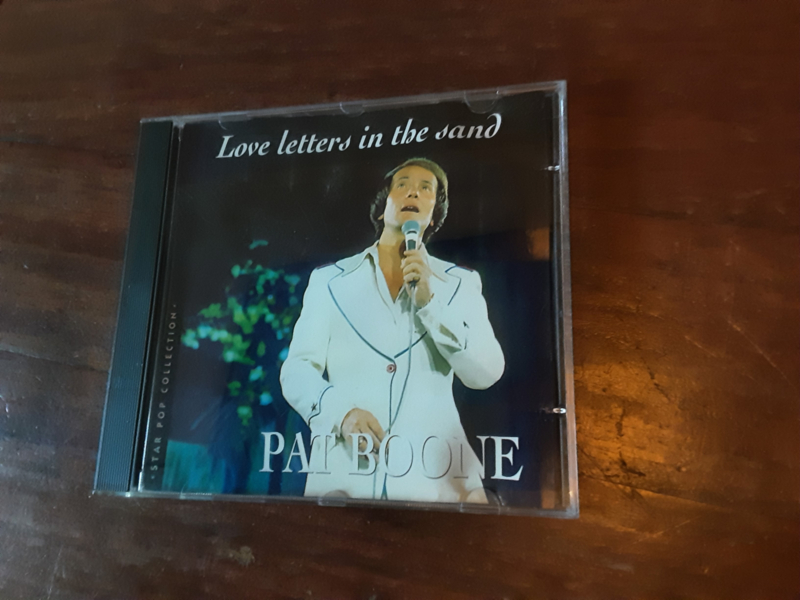 Love letters in the sand
· STAR POP COLLECTION ·
PAT BOONE